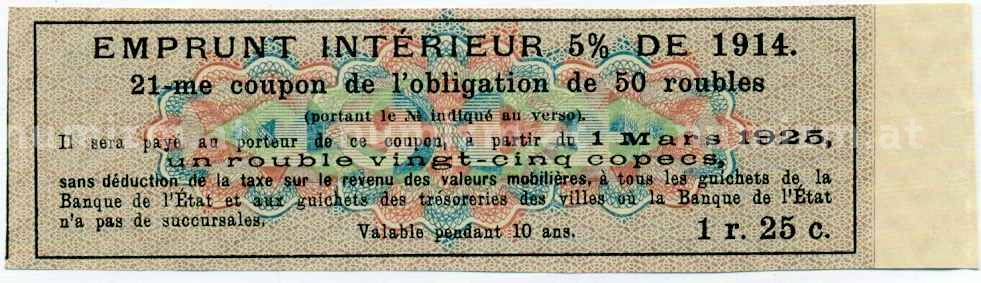 EMPRUNT INTÉRIEUR 5% DE 1914.
21-me coupon de l'obligation de 50 roubles
(portant le № indiqué au verso).
Il sera payé au porteur de ce coupon, à partir du 1 Mars 1925,
un rouble vingt-cinq copecs,
sans déduction de la taxe sur le revenu des valeurs mobilières, à tous les guichets de la
Banque de l'État et aux guichets des trésoreries des villes où la Banque de l'État
n'a pas de succursales.
Valable pendant 10 ans.
1 r. 25 c.